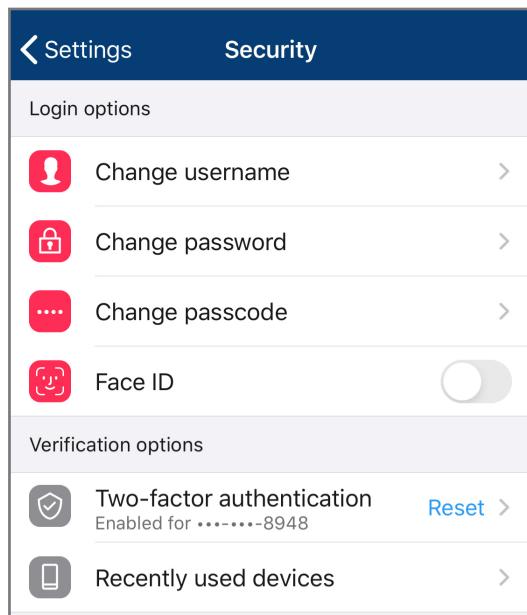 Settings
Security
Login options
Change username
Change password
Change passcode
Face ID
Verification options
Two-factor authentication
Enabled for •••-•••-8948
Reset
Recently used devices